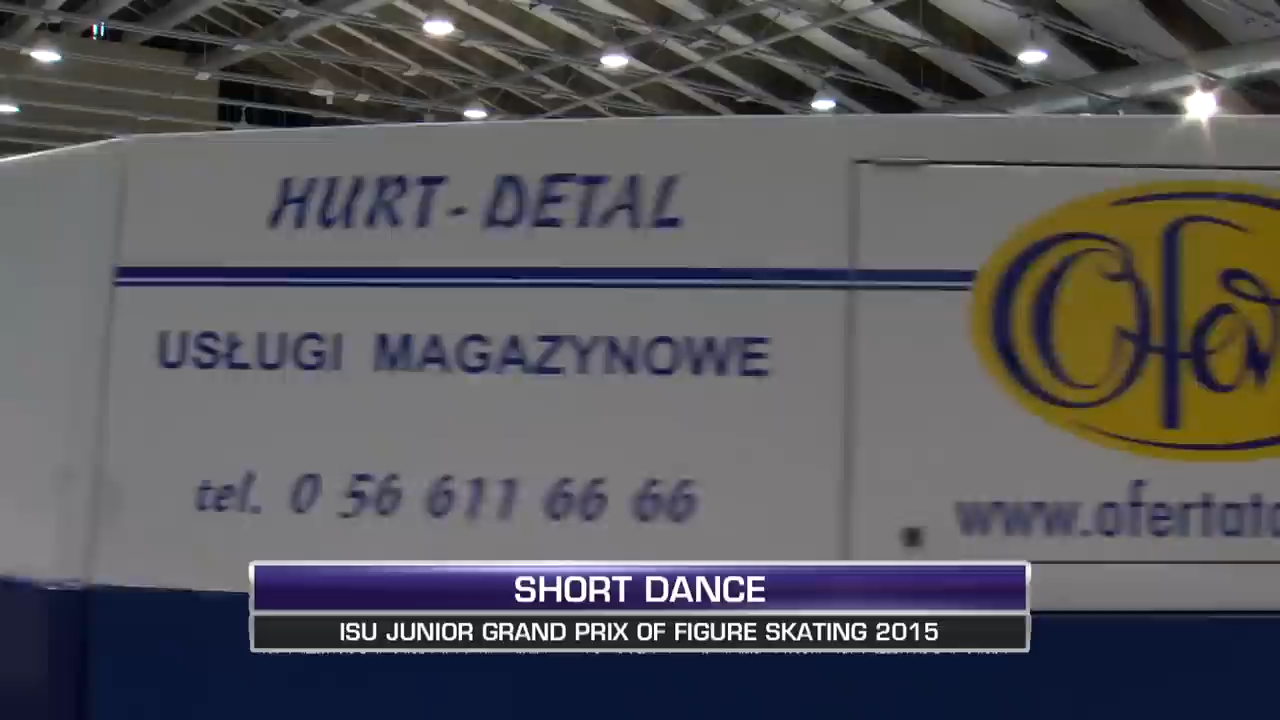 HURT-DETAL
USŁUGI MAGAZYNOWE
tel. 0 56 611 66 66
SHORT DANCE
ISU JUNIOR GRAND PRIX OF FIGURE SKATING 2015